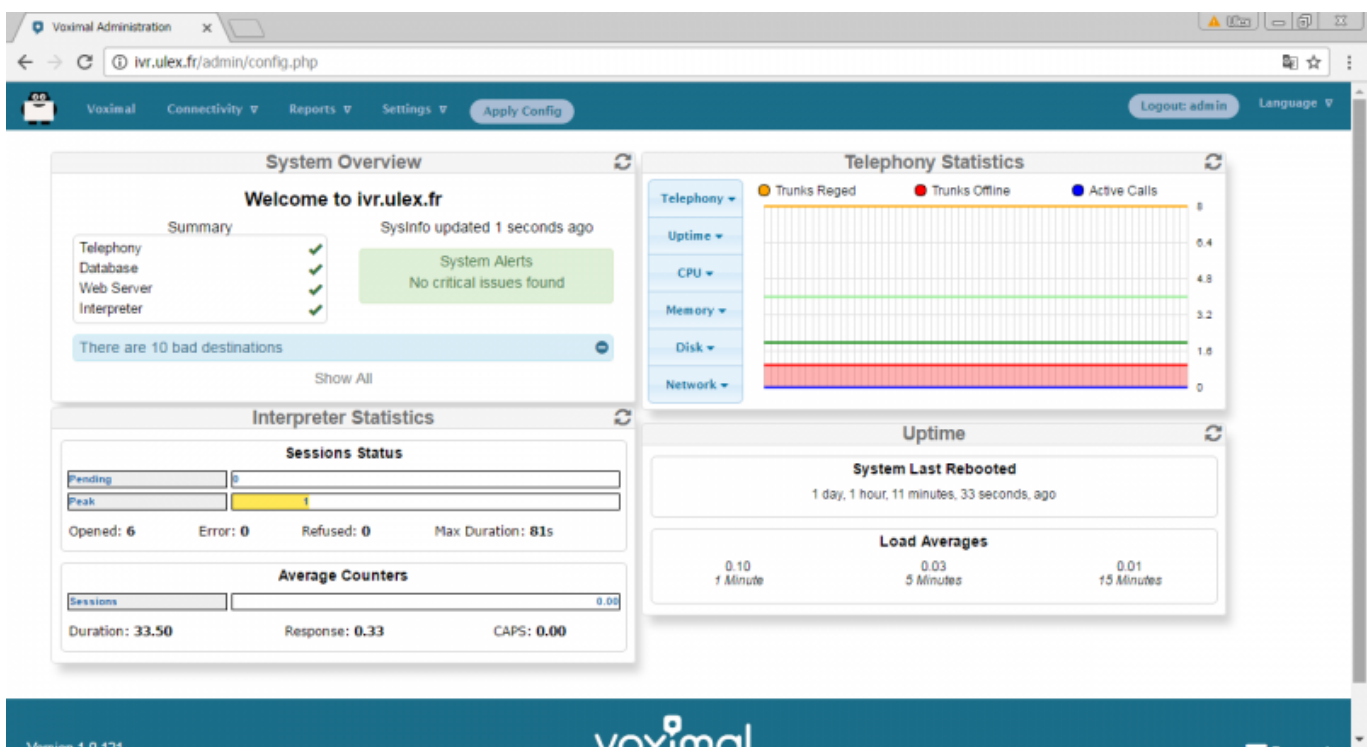 Voximal Administration
ivr.ulex.fr/admin/config.php
Voximal Connectivity Reports Settings Apply Config Logout: admin Language
System Overview
Welcome to ivr.ulex.fr
Summary
Telephony
Database
Web Server
Interpreter
SysInfo updated 1 seconds ago
System Alerts
No critical issues found
There are 10 bad destinations
Show All
Telephony Statistics
Telephony
Uptime
CPU
Memory
Disk
Network
Trunks Reged Trunks Offline Active Calls
8
6.4
4.8
3.2
1.6
0
Interpreter Statistics
Sessions Status
Pending 0
Peak 1
Opened: 6 Error: 0 Refused: 0 Max Duration: 81s
Average Counters
Sessions 0.00
Duration: 33.50 Response: 0.33 CAPS: 0.00
Uptime
System Last Rebooted
1 day, 1 hour, 11 minutes, 33 seconds, ago
Load Averages
0.10 0.03 0.01
1 Minute 5 Minutes 15 Minutes
voximal